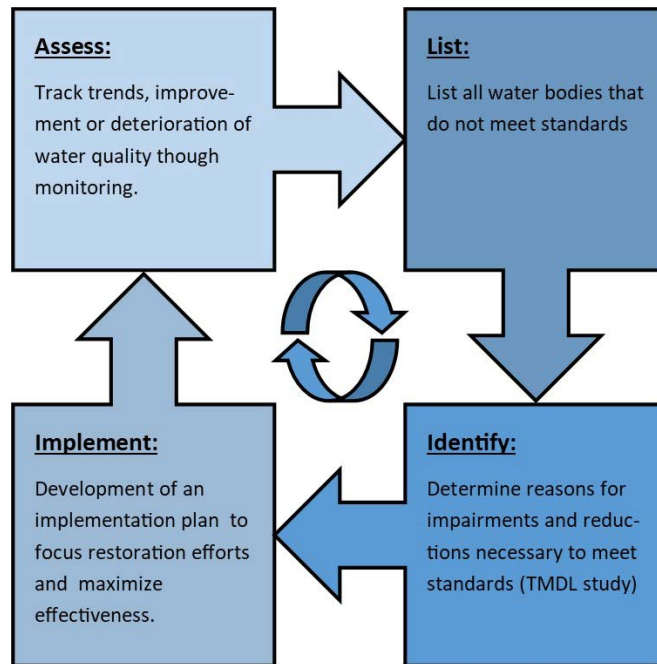 Assess:
Track trends, improve-
ment or deterioration of
water quality though
monitoring.
List:
List all water bodies that
do not meet standards
Implement:
Development of an
implementation plan  to
focus restoration efforts
and  maximize
effectiveness.
Identify:
Determine reasons for
impairments and reduc-
tions necessary to meet
standards (TMDL study)